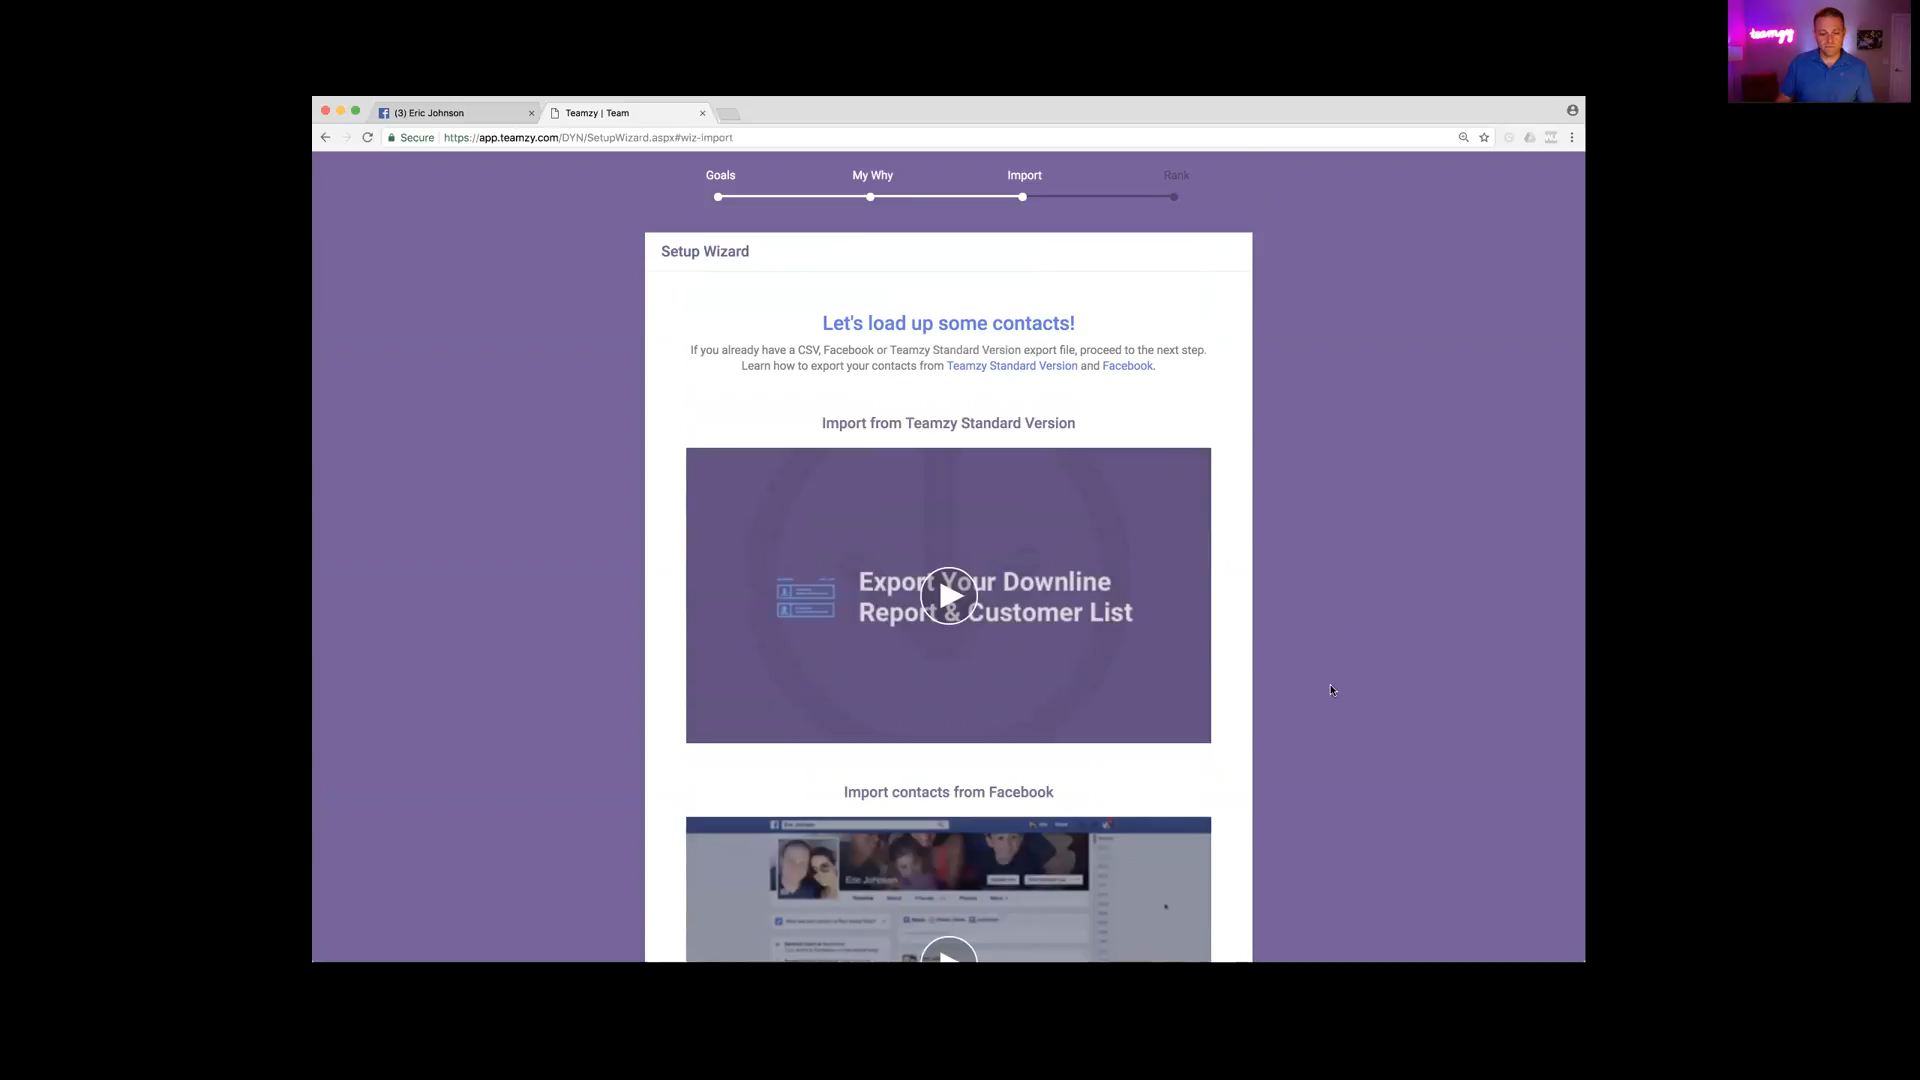 teamzy
(3) Eric Johnson
Teamzy | Team
Secure https://app.teamzy.com/DYN/SetupWizard.aspx#wiz-import
Goals My Why Import Rank
Setup Wizard
Let's load up some contacts!
If you already have a CSV, Facebook or Teamzy Standard Version export file, proceed to the next step.
Learn how to export your contacts from Teamzy Standard Version and Facebook.
Import from Teamzy Standard Version
Export Your Downline
Report & Customer List
Import contacts from Facebook
Eric Johnson